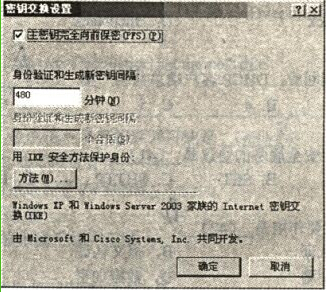 密钥交换设置
主密钥完全向前保密(PFS)(P)
身份验证和生成新密钥间隔:
480 分钟(M)
身份验证和生成新密钥间隔:
个会话(S)
用 IKE 安全方法保护身份.
方法(M)...
Windows XP 和 Windows Server 2003 家族的 Internet 密钥交
换(IKE)
由 Microsoft 和 Cisco Systems, Inc. 共同开发.
确定 取消